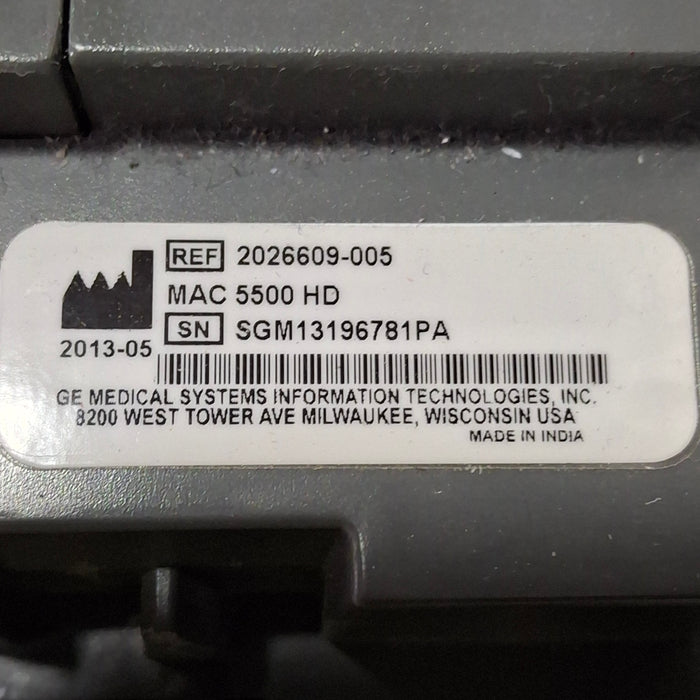 REF 2026609-005
MAC 5500 HD
SN SGM13196781PA
2013-05
GE MEDICAL SYSTEMS INFORMATION TECHNOLOGIES, INC.
8200 WEST TOWER AVE MILWAUKEE, WISCONSIN USA
MADE IN INDIA